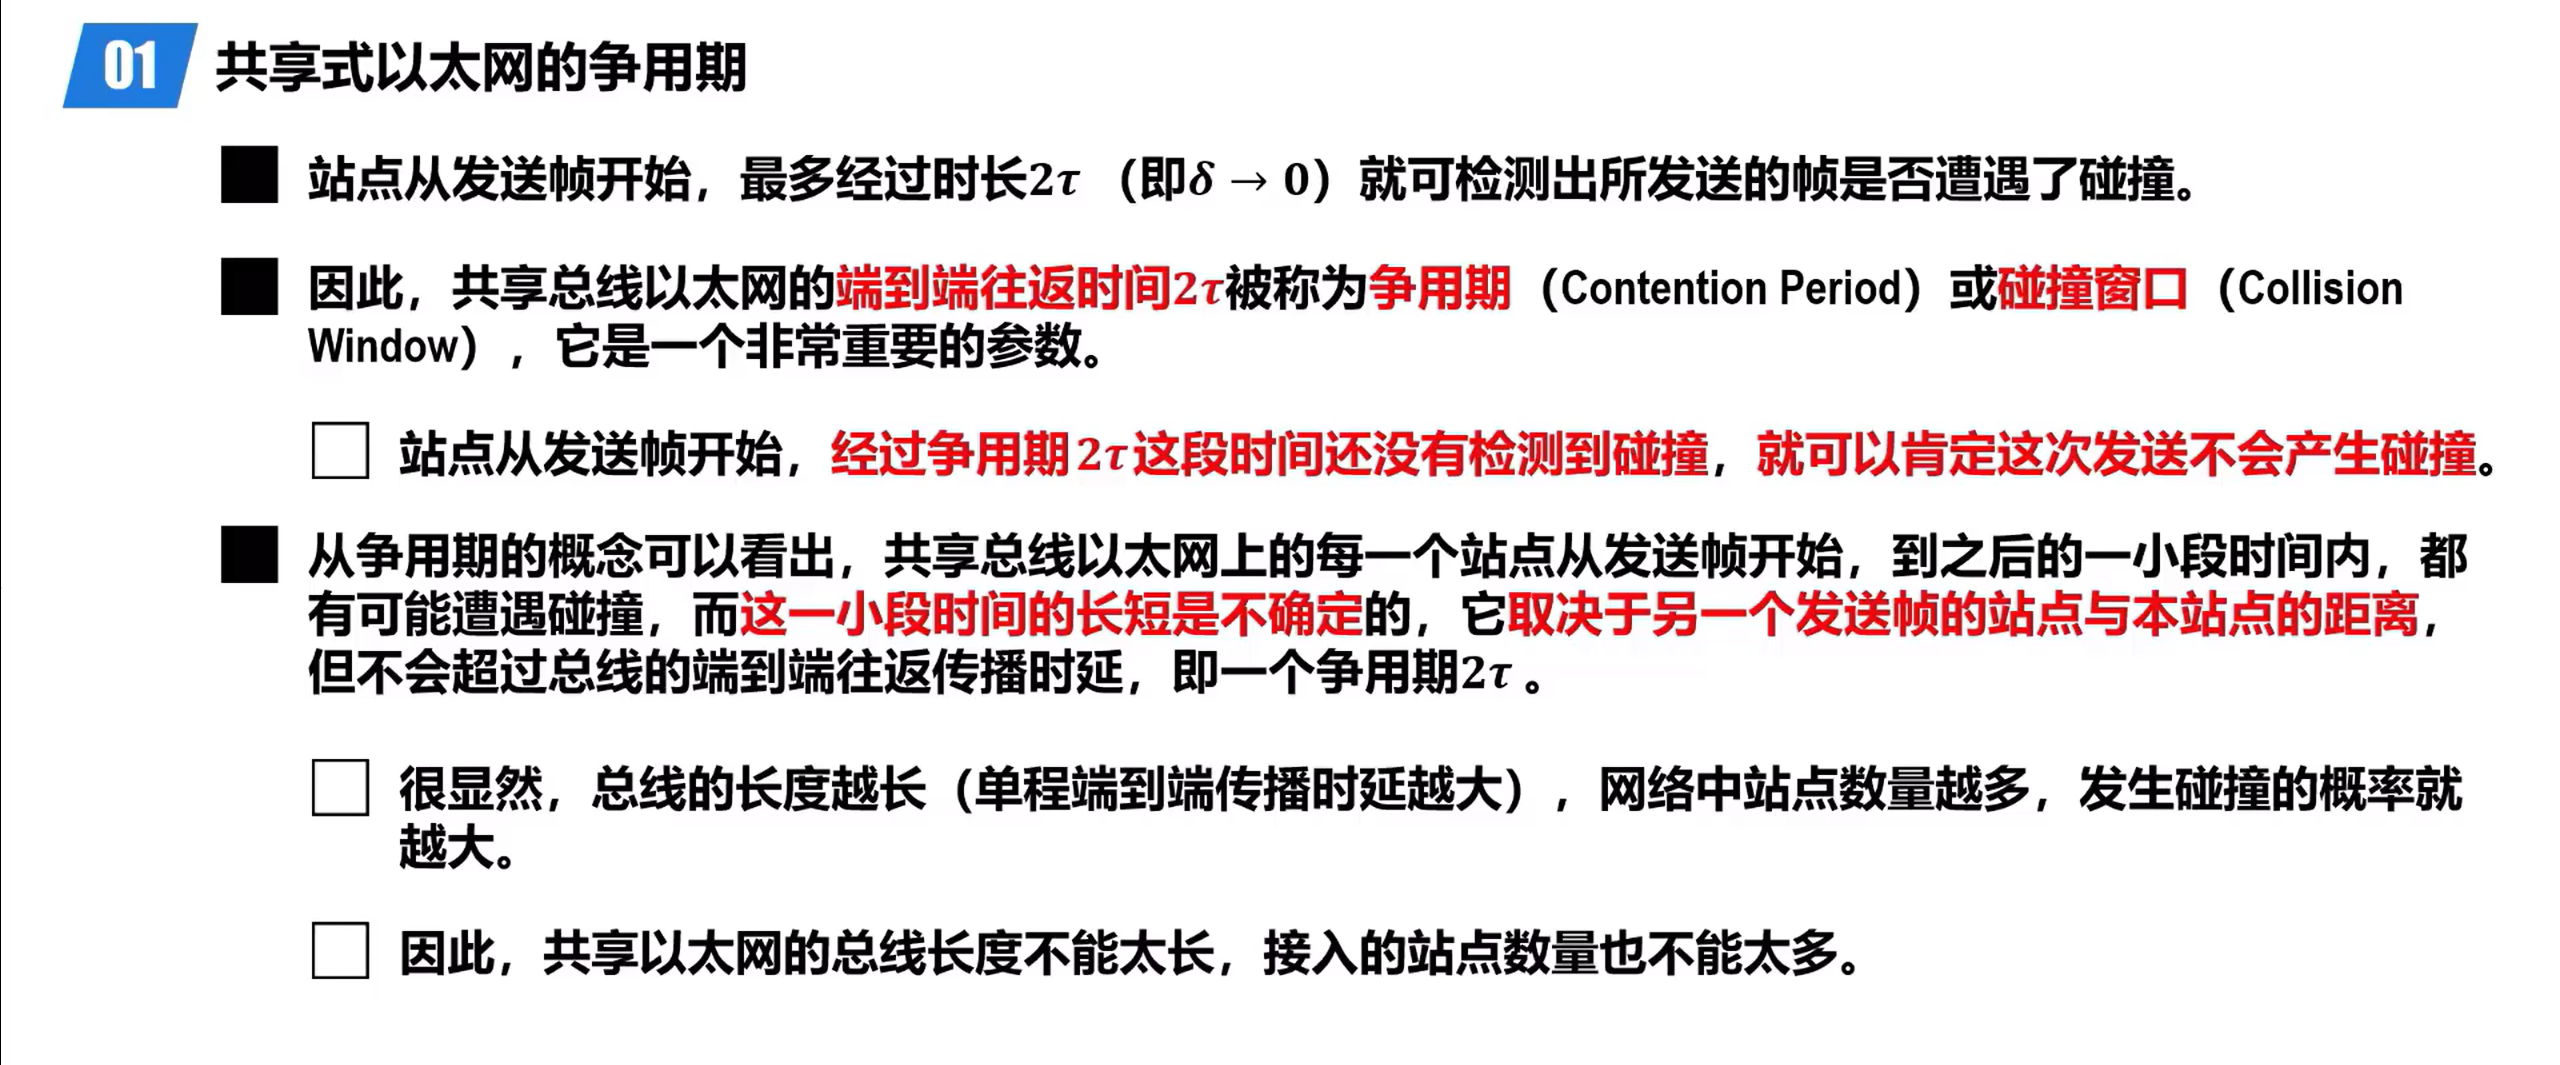 01 共享式以太网的争用期
站点从发送帧开始，最多经过时长2τ （即δ → 0）就可检测出所发送的帧是否遭遇了碰撞。
因此，共享总线以太网的端到端往返时间2τ被称为争用期（Contention Period）或碰撞窗口（Collision
Window），它是一个非常重要的参数。
站点从发送帧开始，经过争用期2τ这段时间还没有检测到碰撞，就可以肯定这次发送不会产生碰撞。
从争用期的概念可以看出，共享总线以太网上的每一个站点从发送帧开始，到之后的一小段时间内，都
有可能遭遇碰撞，而这一小段时间的长短是不确定的，它取决于另一个发送帧的站点与本站点的距离，
但不会超过总线的端到端往返传播时延，即一个争用期2τ 。
很显然，总线的长度越长（单程端到端传播时延越大），网络中站点数量越多，发生碰撞的概率就
越大。
因此，共享以太网的总线长度不能太长，接入的站点数量也不能太多。